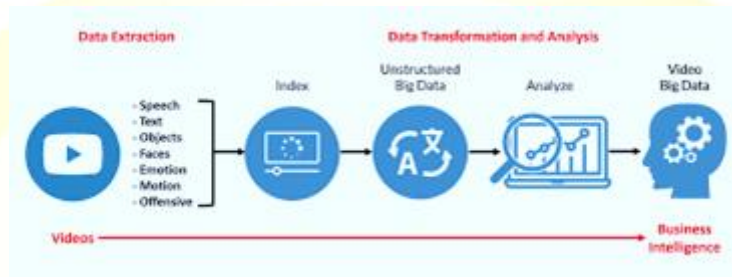 Data Extraction
Data Transformation and Analysis
Index
Unstructured
Big Data
Analyze
Video
Big Data
- Speech
- Text
- Objects
- Faces
- Emotion
- Motion
- Offensive
A 文
Videos
Business
Intelligence